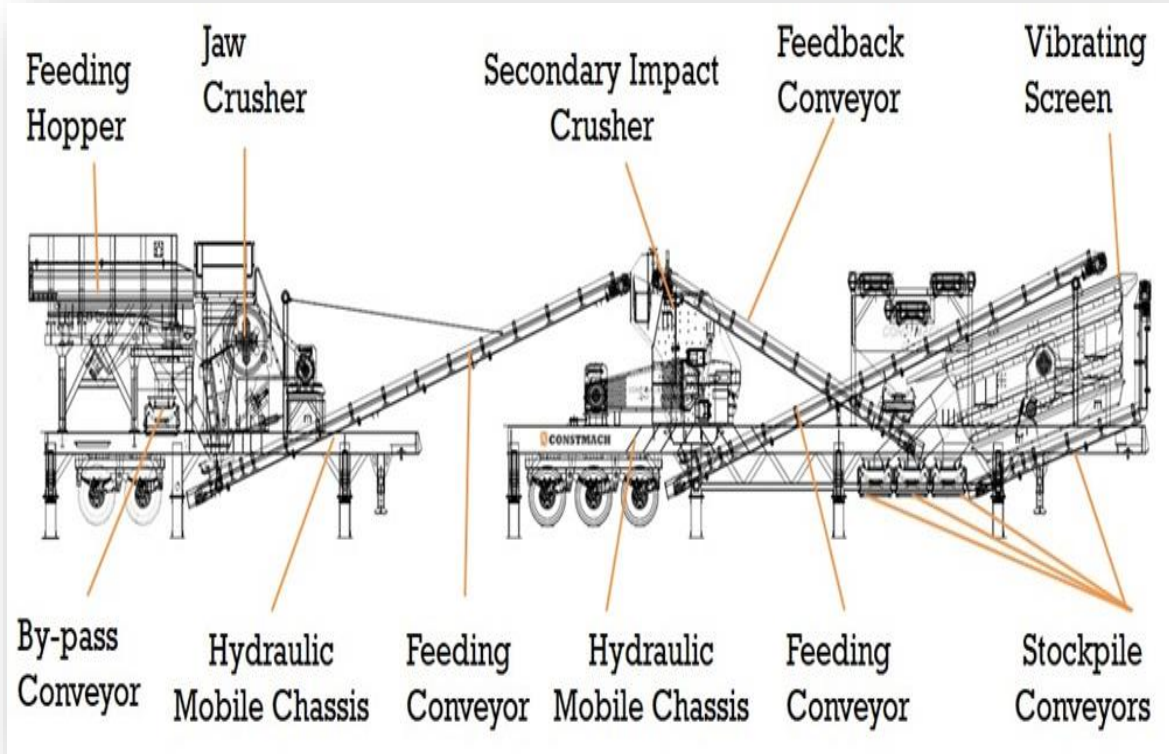 Feeding
Hopper
Jaw
Crusher
Secondary Impact
Crusher
Feedback
Conveyor
Vibrating
Screen
CONSTMACH
By-pass
Conveyor
Hydraulic
Mobile Chassis
Feeding
Conveyor
Hydraulic
Mobile Chassis
Feeding
Conveyor
Stockpile
Conveyors